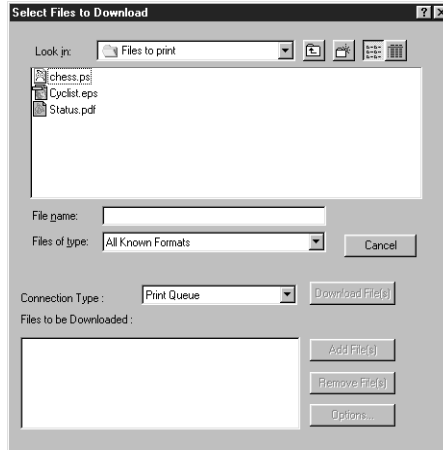 Select Files to Download
Look in: Files to print
chess.ps
Cyclist.eps
Status.pdf
File name:
Files of type: All Known Formats Cancel
Connection Type : Print Queue Download File(s)
Files to be Downloaded :
Add File(s)
Remove File(s)
Options...